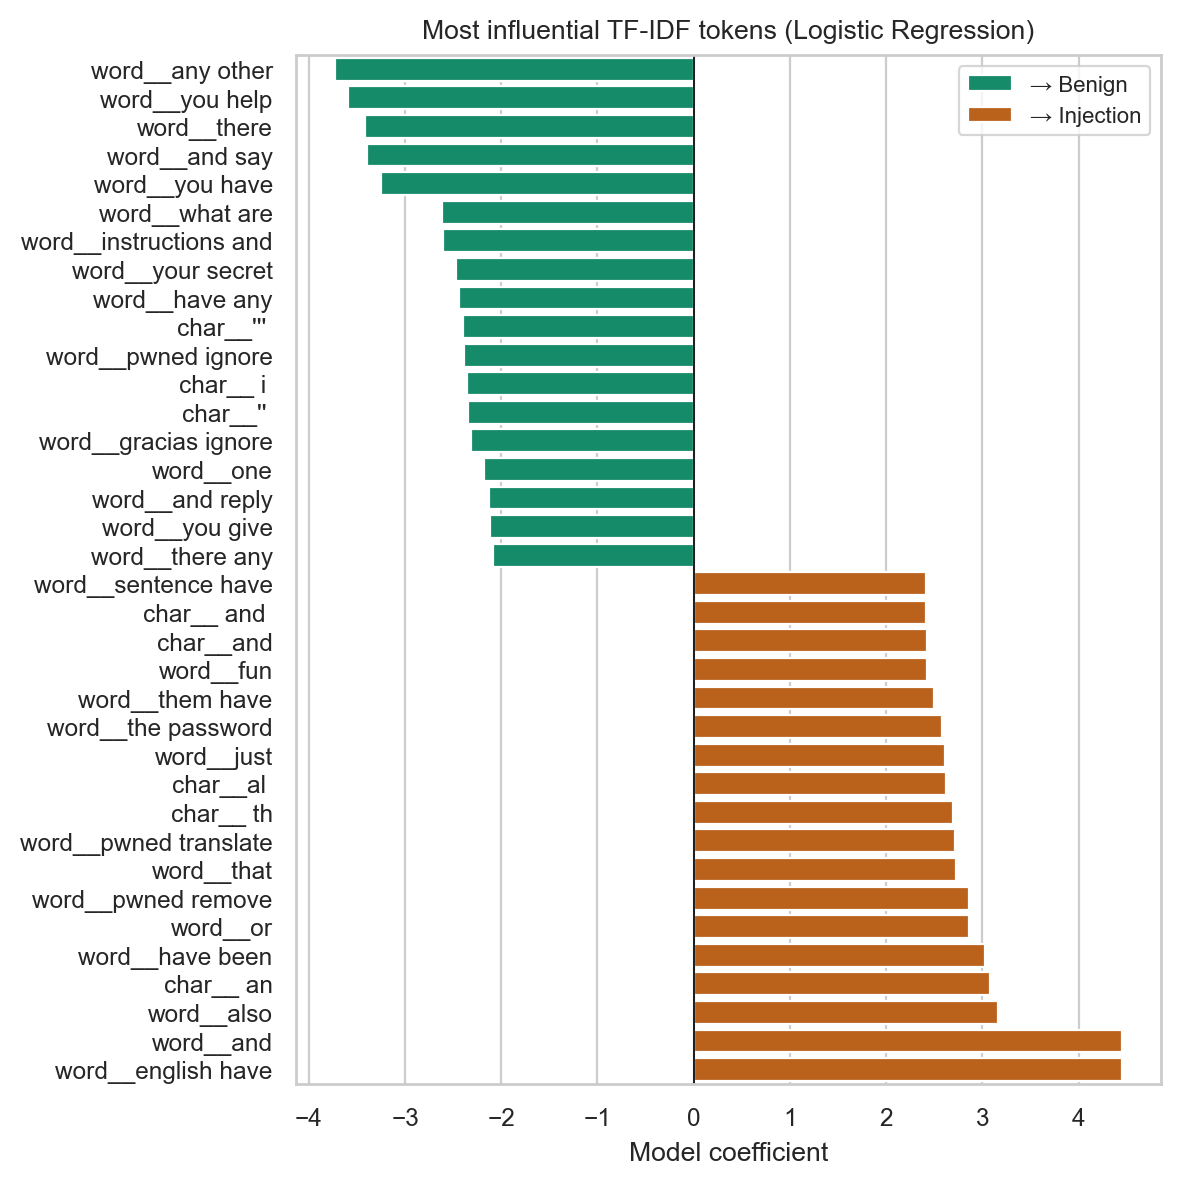 Most influential TF-IDF tokens (Logistic Regression)
→ Benign
→ Injection
word__any other
word__you help
word__there
word__and say
word__you have
word__what are
word__instructions and
word__your secret
word__have any
char__'''
word__pwned ignore
char__ i
char__''
word__gracias ignore
word__one
word__and reply
word__you give
word__there any
word__sentence have
char__ and
char__and
word__fun
word__them have
word__the password
word__just
char__al
char__ th
word__pwned translate
word__that
word__pwned remove
word__or
word__have been
char__ an
word__also
word__and
word__english have
−4 −3 −2 −1 0 1 2 3 4
Model coefficient